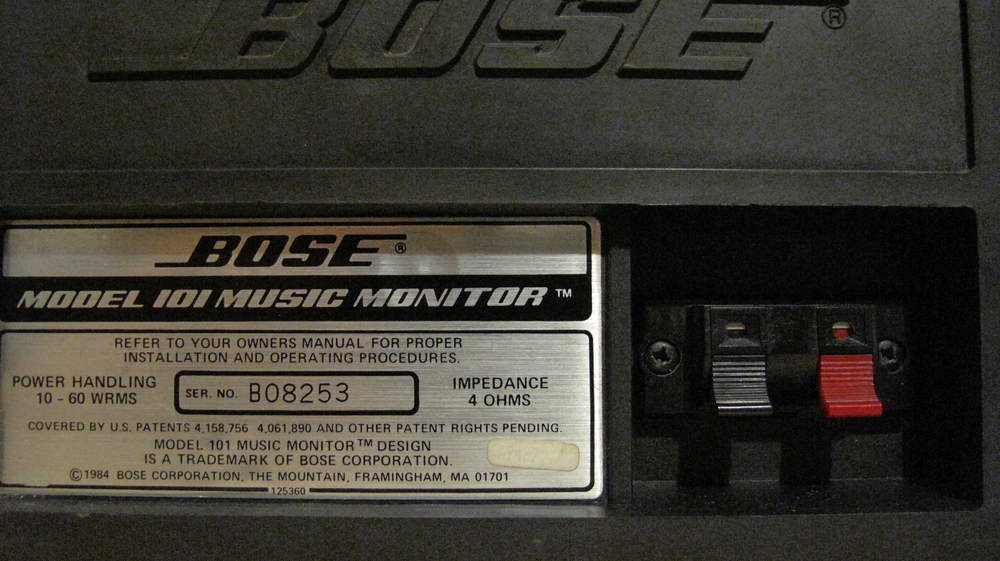 BOSE®
BOSE®
MODEL 101 MUSIC MONITOR™
REFER TO YOUR OWNERS MANUAL FOR PROPER
INSTALLATION AND OPERATING PROCEDURES.
POWER HANDLING
10 - 60 WRMS
SER. NO. B08253
IMPEDANCE
4 OHMS
COVERED BY U.S. PATENTS 4,158,756 4,061,890 AND OTHER PATENT RIGHTS PENDING.
MODEL 101 MUSIC MONITOR™ DESIGN
IS A TRADEMARK OF BOSE CORPORATION.
©1984 BOSE CORPORATION, THE MOUNTAIN, FRAMINGHAM, MA 01701
125360